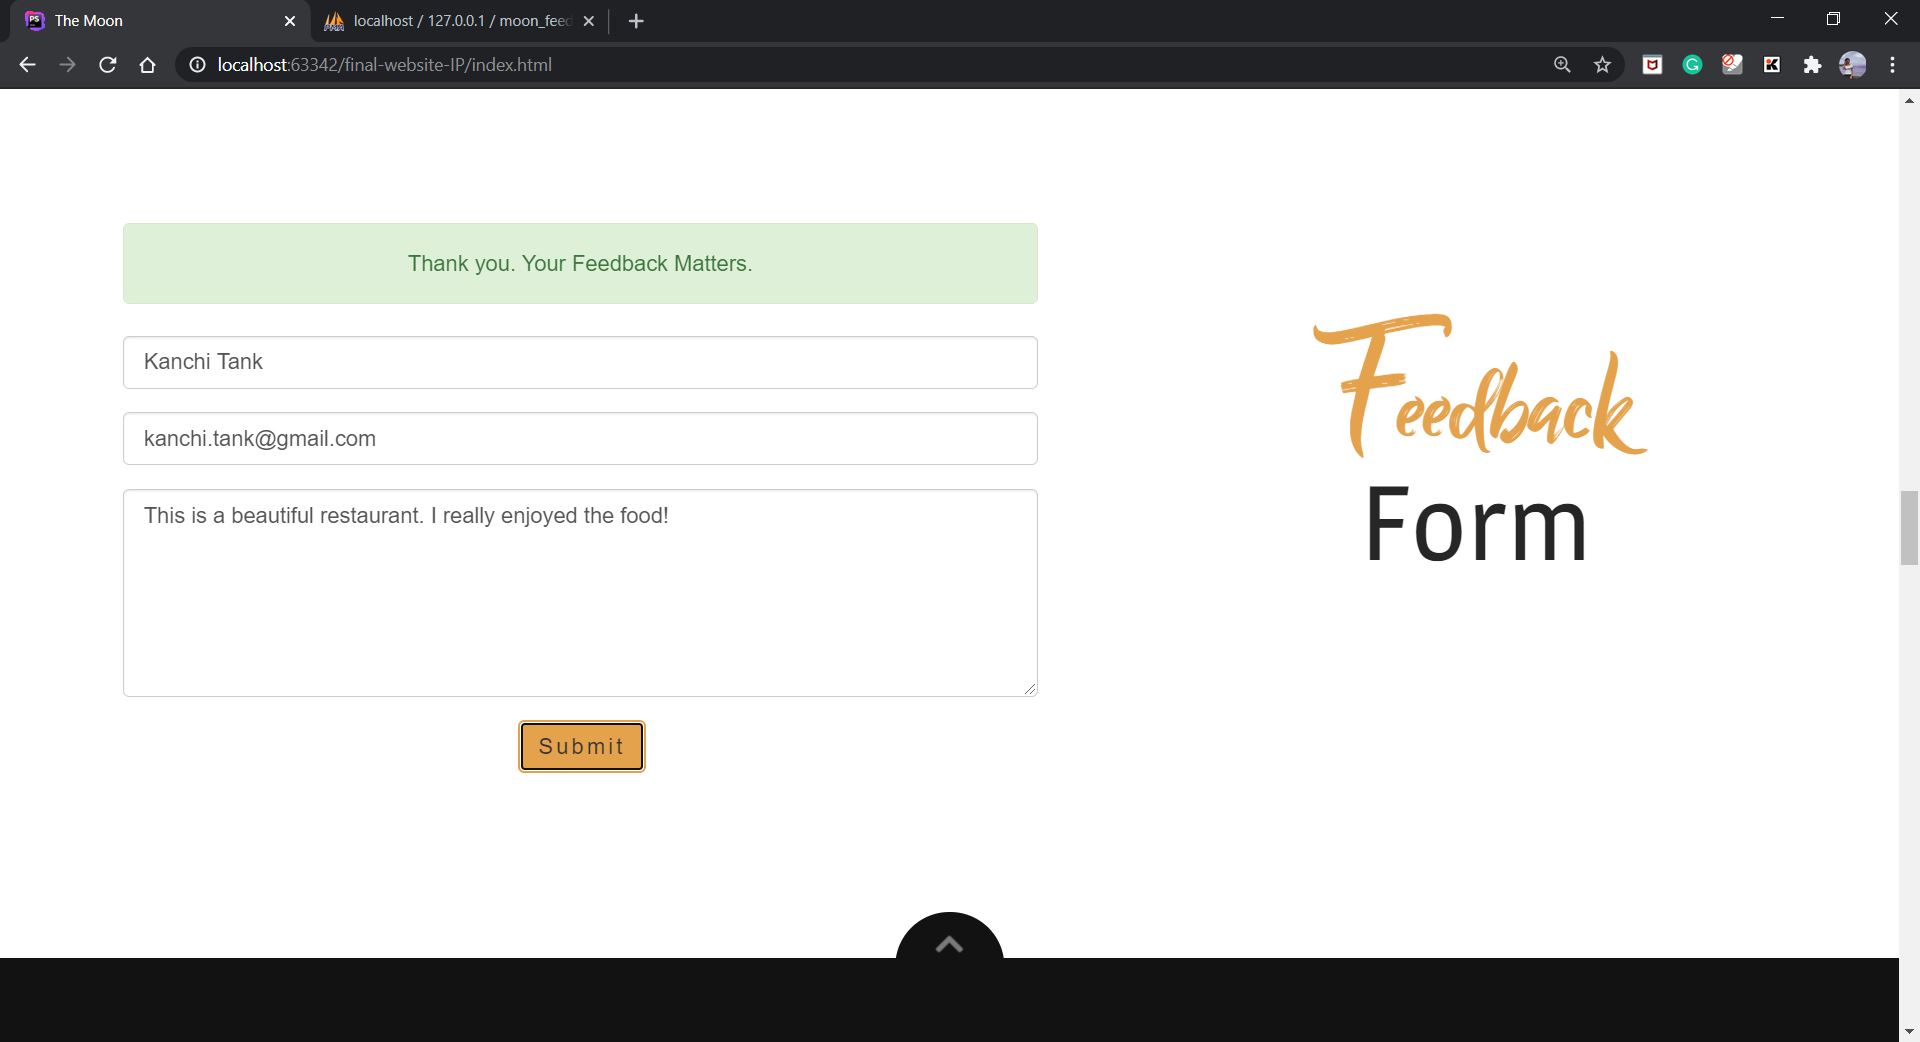 The Moon
localhost / 127.0.0.1 / moon_feed
localhost:63342/final-website-IP/index.html
Thank you. Your Feedback Matters.
Kanchi Tank
kanchi.tank@gmail.com
This is a beautiful restaurant. I really enjoyed the food!
Submit
Feedback
Form